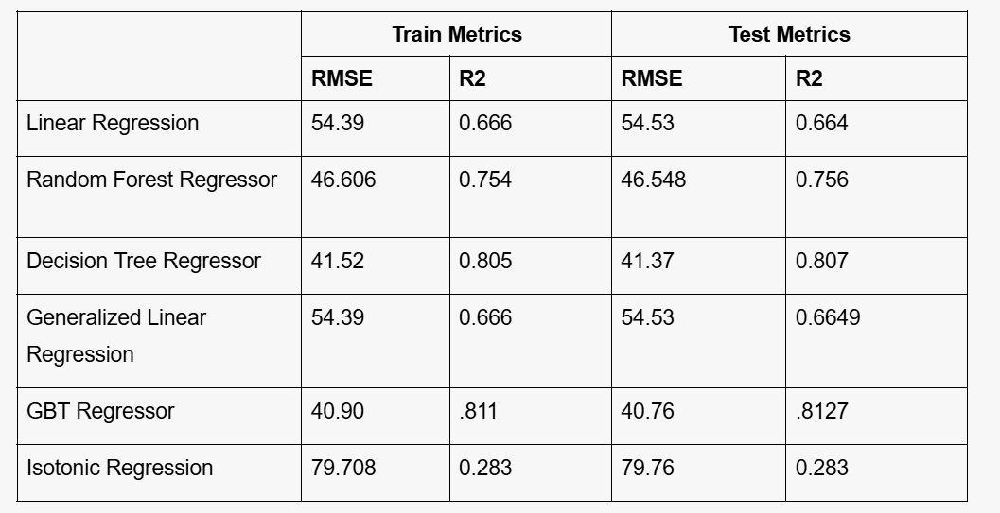 Train Metrics Test Metrics
RMSE R2 RMSE R2
Linear Regression 54.39 0.666 54.53 0.664
Random Forest Regressor 46.606 0.754 46.548 0.756
Decision Tree Regressor 41.52 0.805 41.37 0.807
Generalized Linear 54.39 0.666 54.53 0.6649
Regression
GBT Regressor 40.90 .811 40.76 .8127
Isotonic Regression 79.708 0.283 79.76 0.283